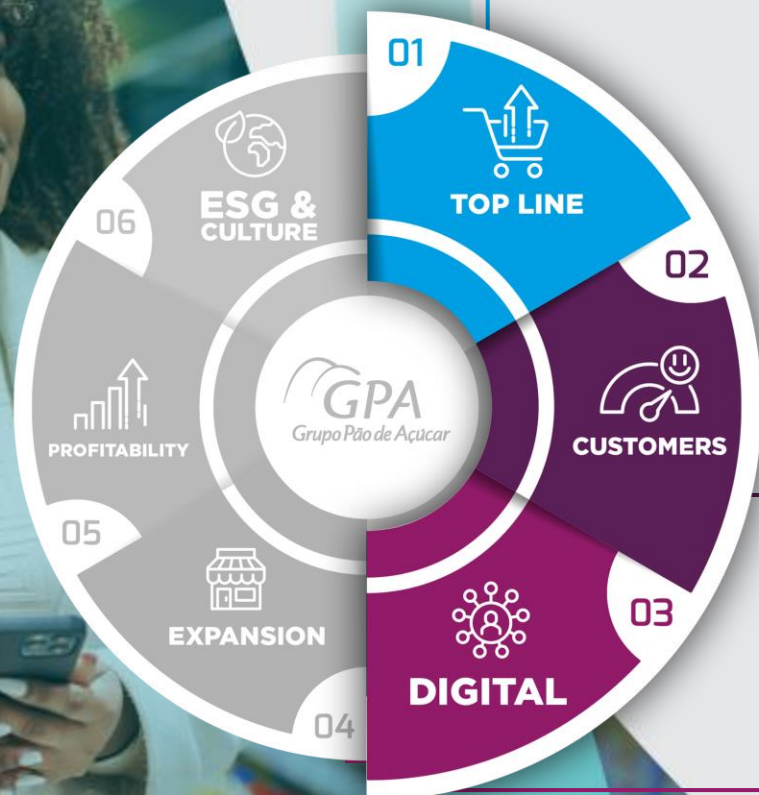 01
TOP LINE
02
CUSTOMERS
03
DIGITAL
04
EXPANSION
05
PROFITABILITY
06
ESG &
CULTURE
GPA
Grupo Pão de Açúcar